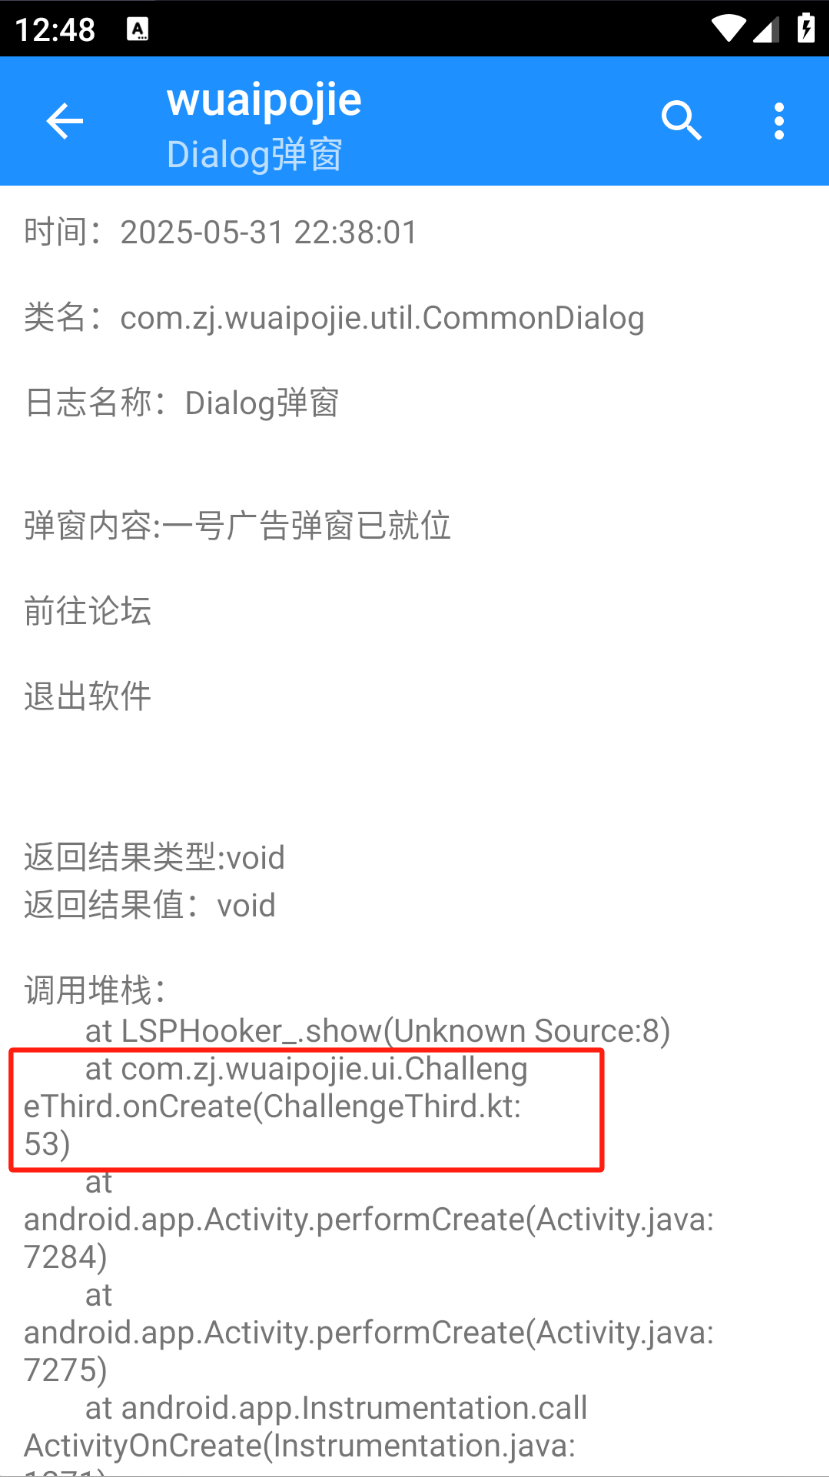 12:48 A
wuaipojie
Dialog弹窗
时间：2025-05-31 22:38:01
类名：com.zj.wuaipojie.util.CommonDialog
日志名称：Dialog弹窗
弹窗内容:一号广告弹窗已就位
前往论坛
退出软件
返回结果类型:void
返回结果值：void
调用堆栈：
at LSPHooker_.show(Unknown Source:8)
at com.zj.wuaipojie.ui.Challeng
eThird.onCreate(ChallengeThird.kt:
53)
at
android.app.Activity.performCreate(Activity.java:
7284)
at
android.app.Activity.performCreate(Activity.java:
7275)
at android.app.Instrumentation.call
ActivityOnCreate(Instrumentation.java: